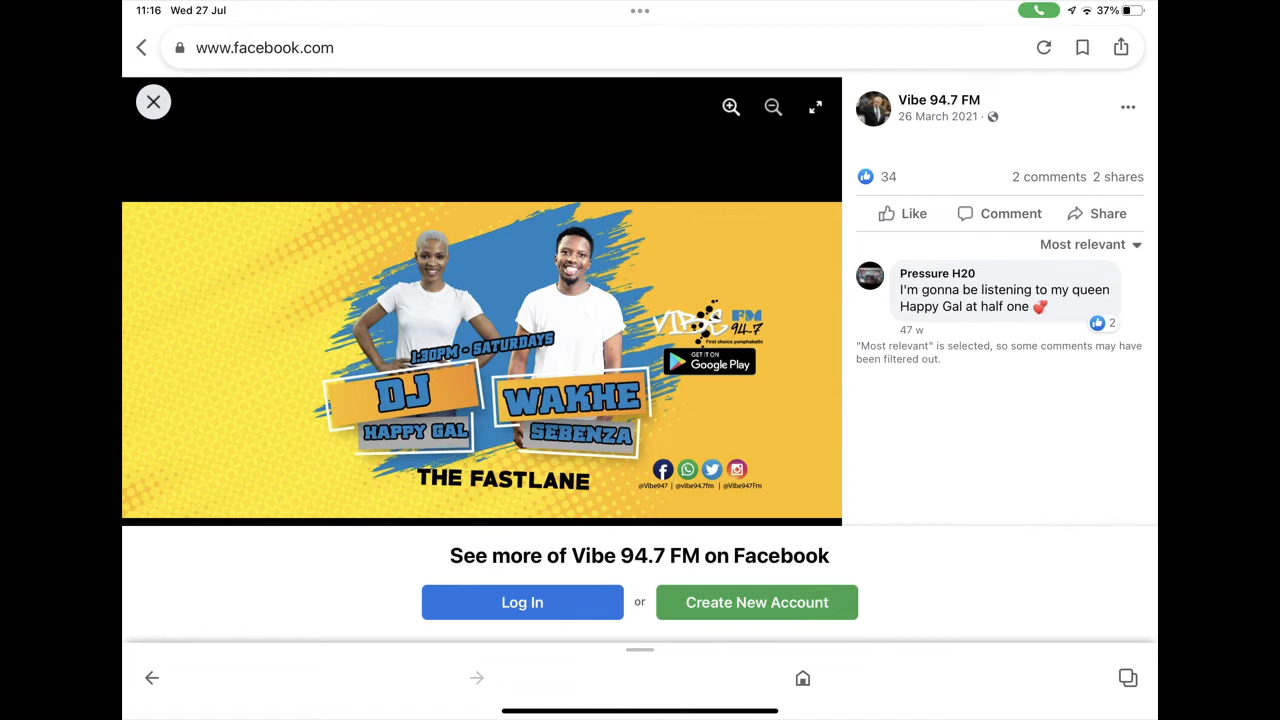 11:16 Wed 27 Jul
37%
www.facebook.com
Vibe 94.7 FM
26 March 2021 ·
34
2 comments 2 shares
Like Comment Share
Most relevant
Pressure H20
I'm gonna be listening to my queen
Happy Gal at half one 💞
2
47 w
"Most relevant" is selected, so some comments may have
been filtered out.
1:30PM - SATURDAYS
DJ
HAPPY GAL
WAKHE
SEBENZA
THE FASTLANE
VIBE FM
94.7
First choice yemphakathi
GET IT ON
Google Play
@Vibe947 | @vibe94.7fm | @Vibe947Fm
See more of Vibe 94.7 FM on Facebook
Log In or Create New Account